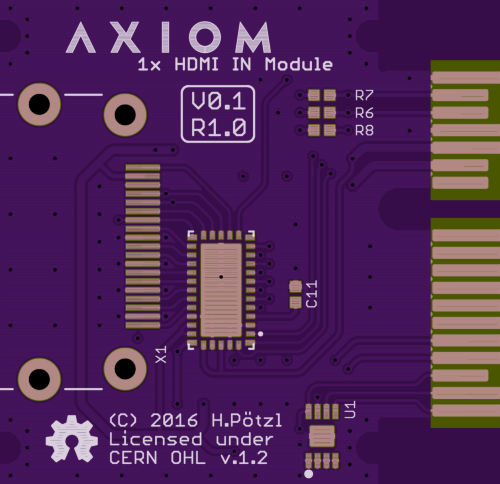 AXIOM
1x HDMI IN Module
V0.1
R1.0
R7
R6
R8
C11
X1
U1
(C) 2016 H.Pötzl
Licensed under
CERN OHL v.1.2